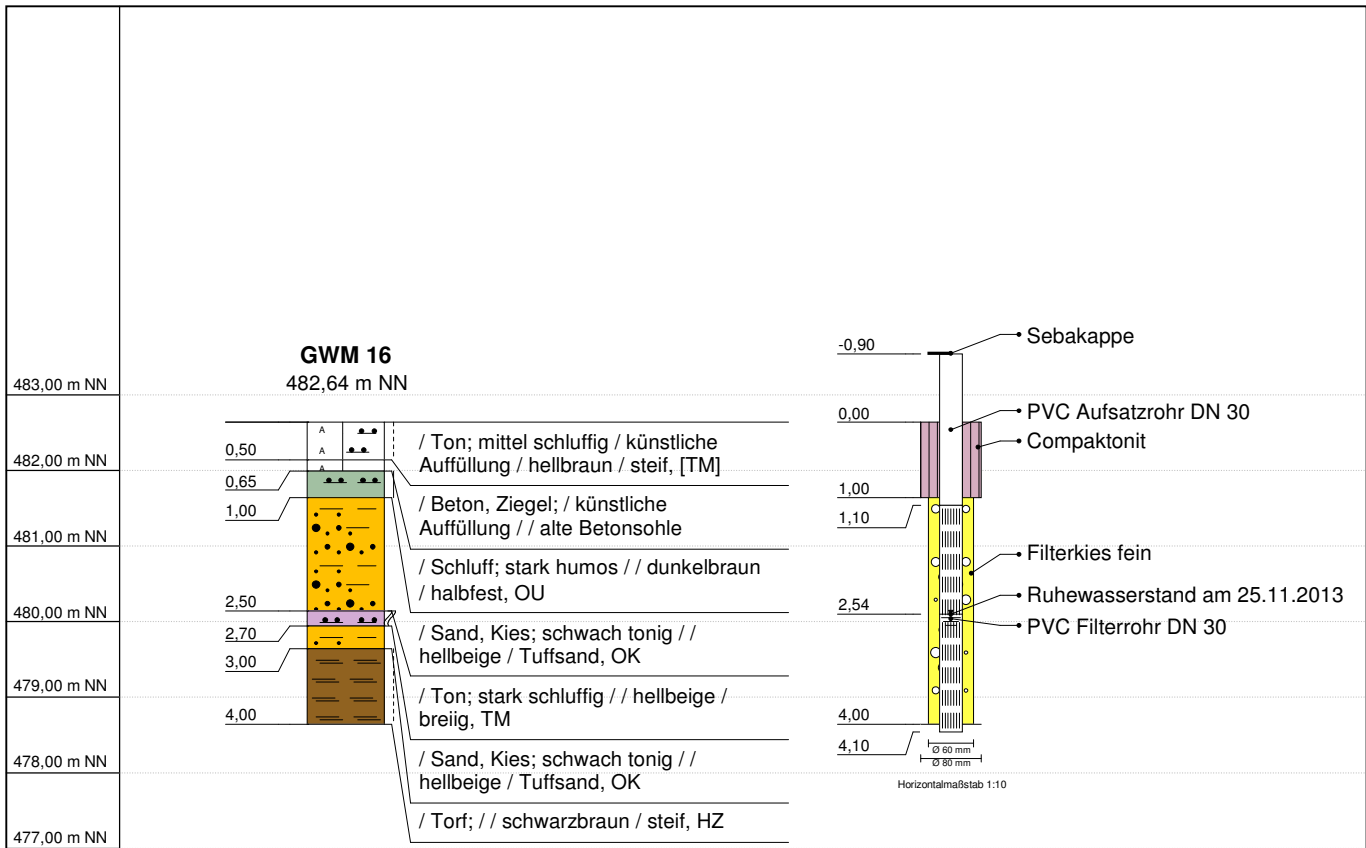 483,00 m NN
482,00 m NN
481,00 m NN
480,00 m NN
479,00 m NN
478,00 m NN
477,00 m NN
GWM 16
482,64 m NN
0,50
0,65
1,00
2,50
2,70
3,00
4,00
A
A
A
/ Ton; mittel schluffig / künstliche
Auffüllung / hellbraun / steif, [TM]
/ Beton, Ziegel; / künstliche
Auffüllung / / alte Betonsohle
/ Schluff; stark humos / / dunkelbraun
/ halbfest, OU
/ Sand, Kies; schwach tonig / /
hellbeige / Tuffsand, OK
/ Ton; stark schluffig / / hellbeige /
breiig, TM
/ Sand, Kies; schwach tonig / /
hellbeige / Tuffsand, OK
/ Torf; / / schwarzbraun / steif, HZ
-0,90
0,00
1,00
1,10
2,54
4,00
4,10
Sebakappe
PVC Aufsatzrohr DN 30
Compaktonit
Filterkies fein
Ruhewasserstand am 25.11.2013
PVC Filterrohr DN 30
Ø 60 mm
Ø 80 mm
Horizontalmaßstab 1:10